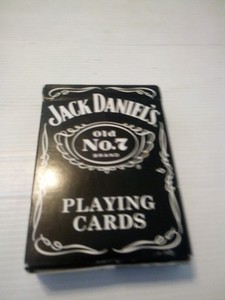 JACK DANIEL'S
Old
No.7
BRAND
PLAYING
CARDS